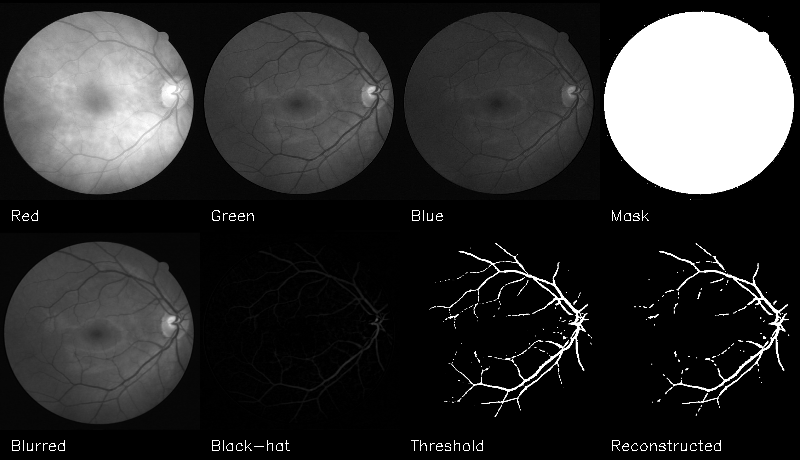 Red
Green
Blue
Mask
Blurred
Black-hat
Threshold
Reconstructed